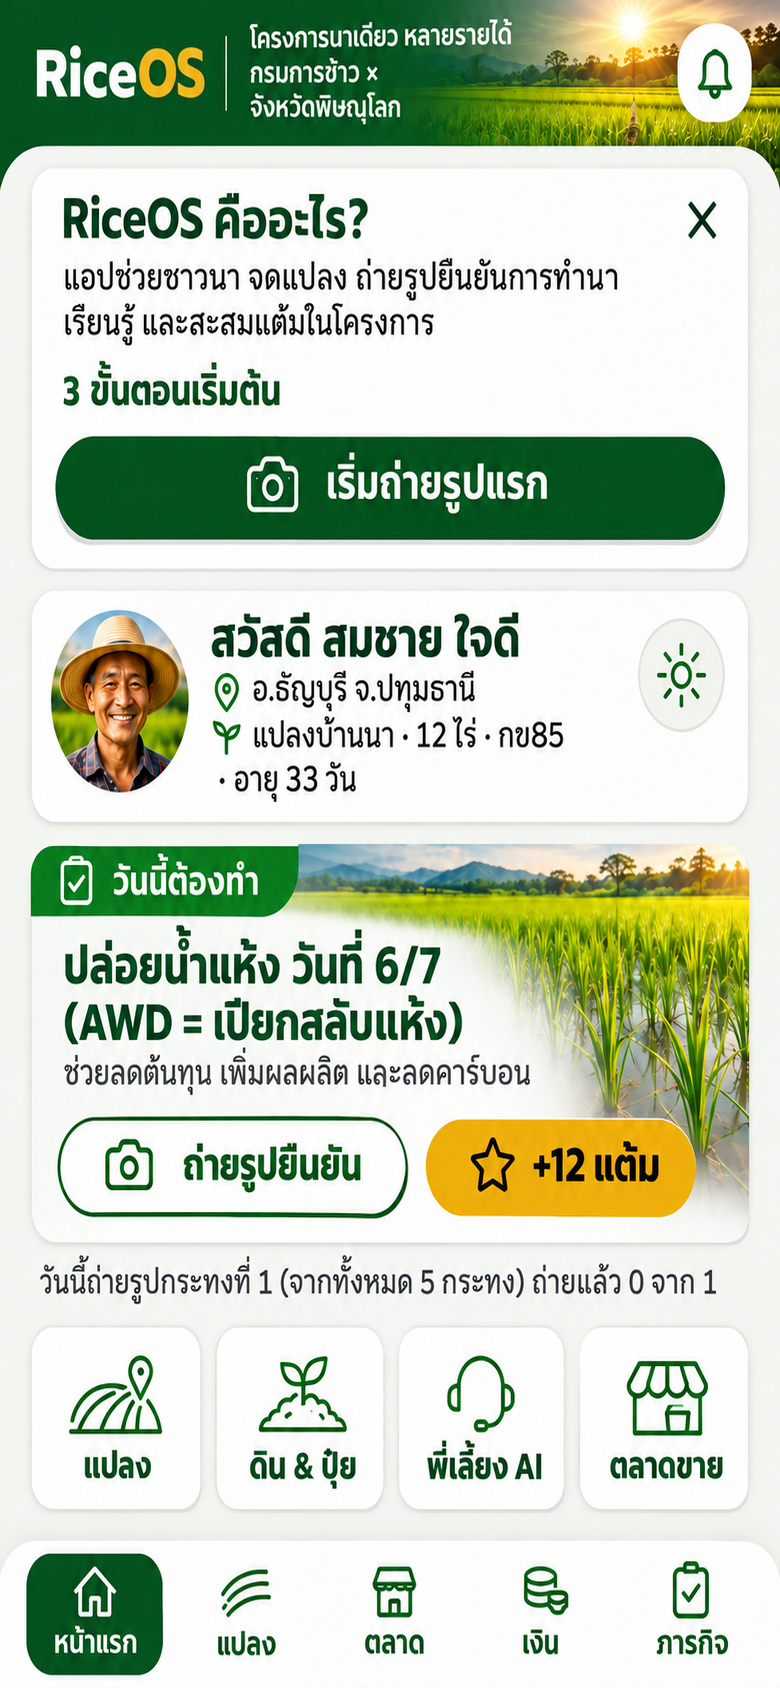 RiceOS
โครงการนาเดียว หลายรายได้
กรมการข้าว ×
จังหวัดพิษณุโลก
RiceOS คืออะไร?
แอปช่วยชาวนา จดแปลง ถ่ายรูปยืนยันการทำนา
เรียนรู้ และสะสมแต้มในโครงการ
3 ขั้นตอนเริ่มต้น
เริ่มถ่ายรูปแรก
สวัสดี สมชาย ใจดี
อ.ธัญบุรี จ.ปทุมธานี
แปลงบ้านนา · 12 ไร่ · กข85
· อายุ 33 วัน
วันนี้ต้องทำ
ปล่อยน้ำแห้ง วันที่ 6/7
(AWD = เปียกสลับแห้ง)
ช่วยลดต้นทุน เพิ่มผลผลิต และลดคาร์บอน
ถ่ายรูปยืนยัน
+12 แต้ม
วันนี้ถ่ายรูปกระทงที่ 1 (จากทั้งหมด 5 กระทง) ถ่ายแล้ว 0 จาก 1
แปลง
ดิน & ปุ๋ย
พี่เลี้ยง AI
ตลาดขาย
หน้าแรก
แปลง
ตลาด
เงิน
ภารกิจ